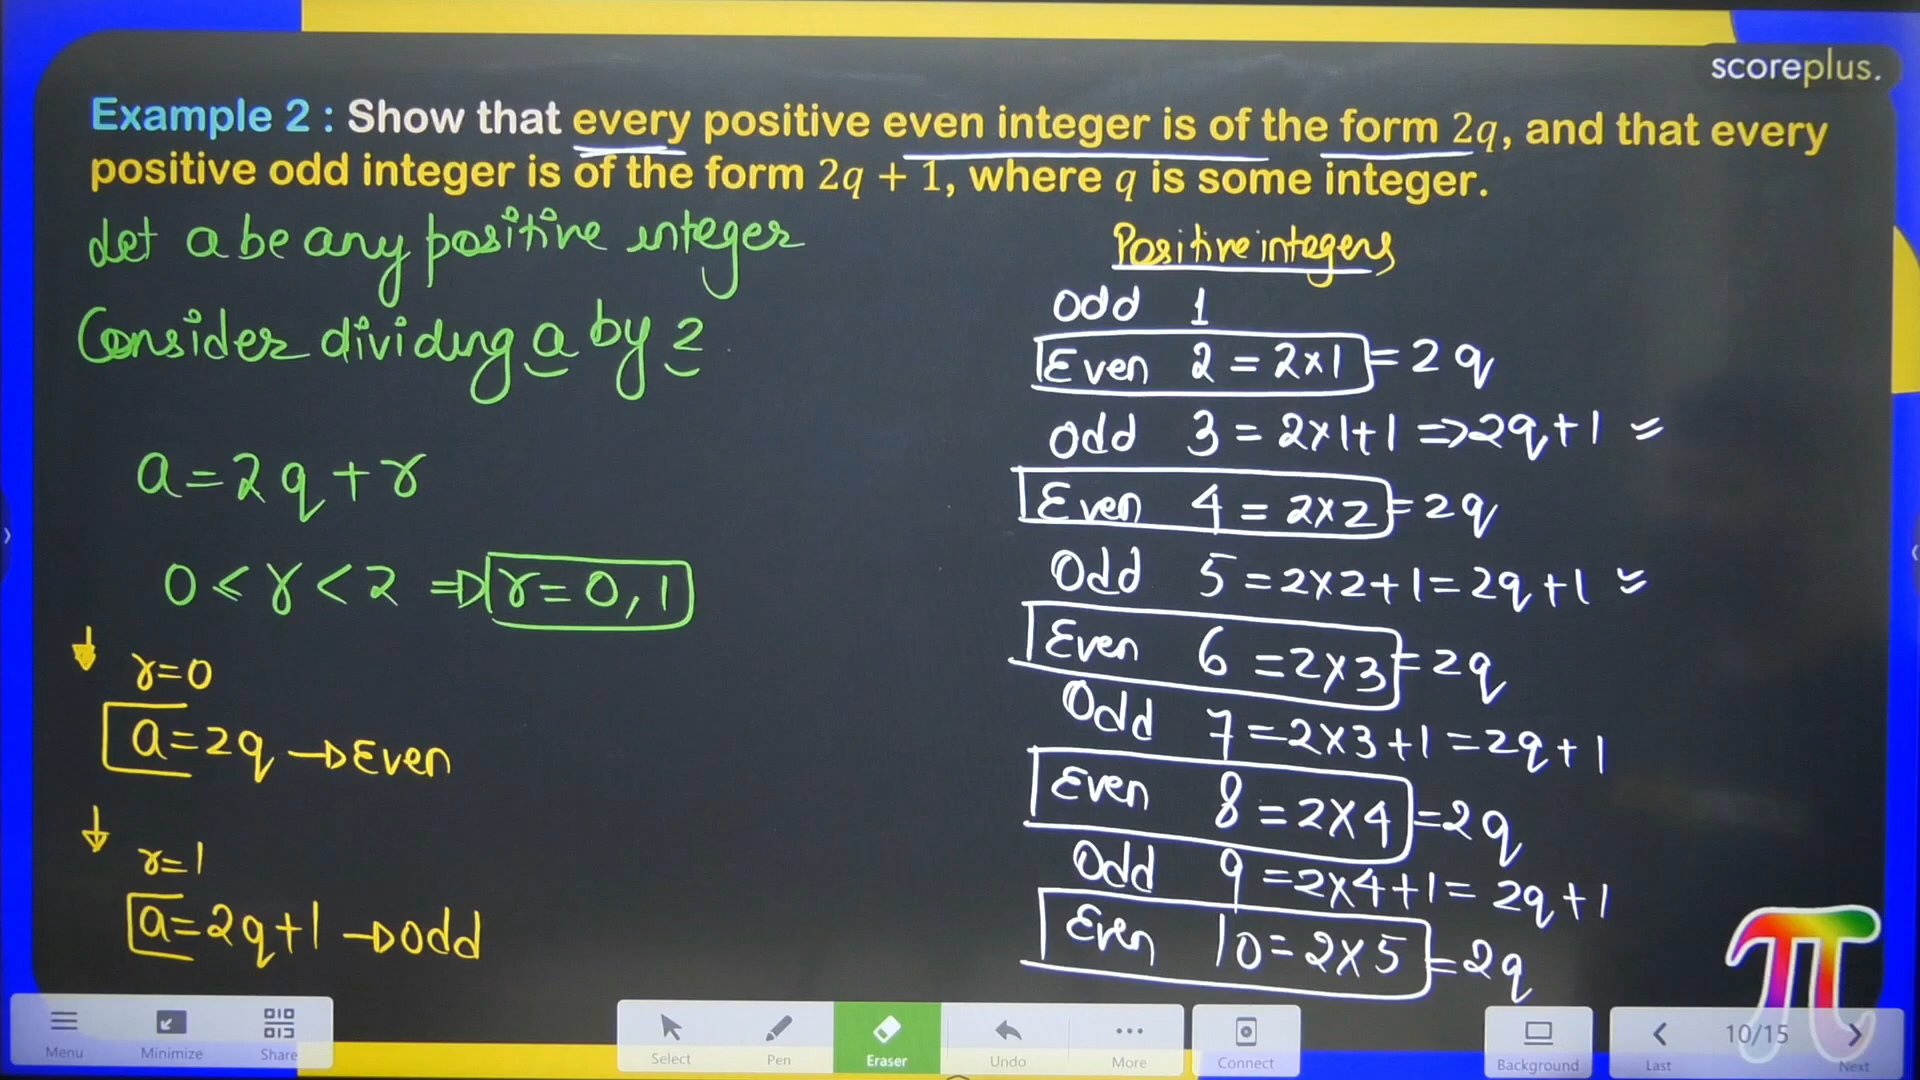 scoreplus.
Example 2 : Show that every positive even integer is of the form 2q, and that every
positive odd integer is of the form 2q + 1, where q is some integer.
Let a be any positive integer
Consider dividing a by 2
a = 2q + r
0 < r < 2 ⇒ r = 0, 1
r=0
a = 2q → Even
r=1
a = 2q+1 → odd
Positive integers
odd 1
Even 2 = 2×1 = 2q
odd 3 = 2×1+1 ⇒ 2q+1
Even 4 = 2×2 = 2q
Odd 5 = 2×2+1 = 2q+1
Even 6 = 2×3 = 2q
Odd 7 = 2×3+1 = 2q+1
Even 8 = 2×4 = 2q
Odd 9 = 2×4+1 = 2q+1
Even 10 = 2×5 = 2q
π
Menu Minimize Share Select Pen Eraser Undo More Connect Background Last 10/15 Next